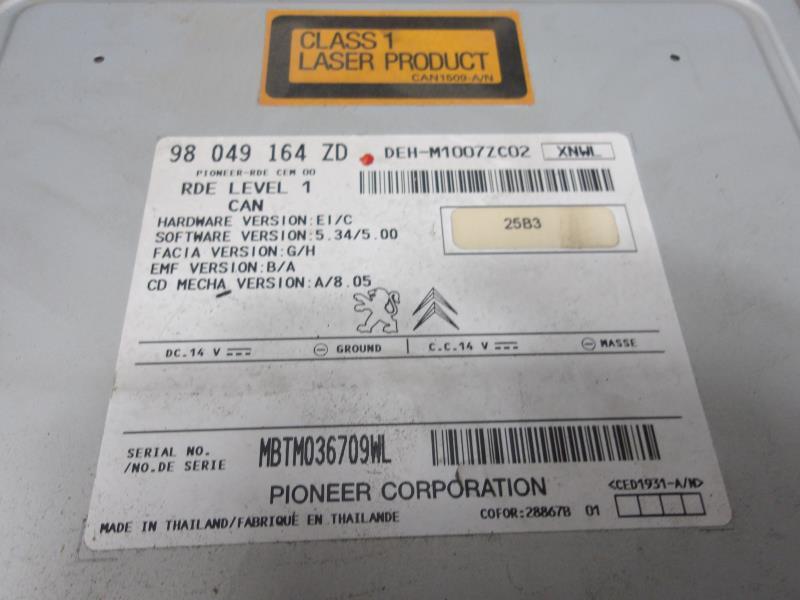 CLASS 1
LASER PRODUCT
CAN1509-A/N
98 049 164 ZD DEH-M1007ZC02 XNWL
PIONEER-RDE CEM 00
RDE LEVEL 1
CAN
HARDWARE VERSION:EI/C
25B3
SOFTWARE VERSION:5.34/5.00
FACIA VERSION:G/H
EMF VERSION:B/A
CD MECHA VERSION:A/8.05
DC.14 V GROUND C.C.14 V MASSE
SERIAL NO.
/NO.DE SERIE MBTM036709WL
PIONEER CORPORATION <CED1931-A/N>
MADE IN THAILAND/FABRIQUÉ EN THAILANDE COFOR:28867B 01